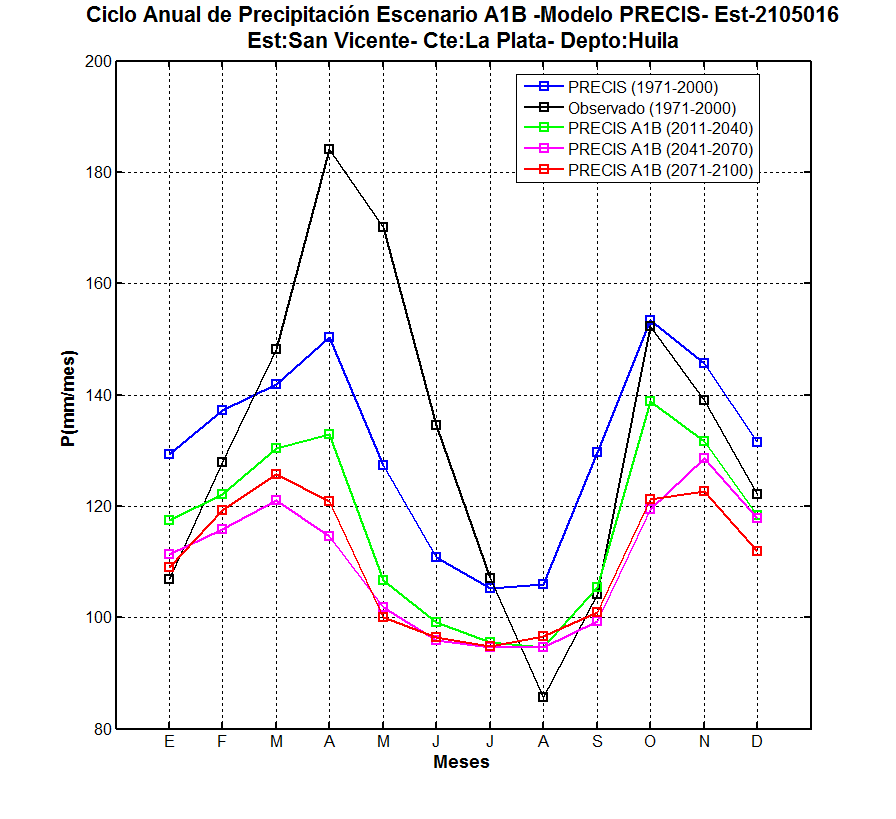 Ciclo Anual de Precipitación Escenario A1B -Modelo PRECIS- Est-2105016
Est:San Vicente- Cte:La Plata- Depto:Huila
PRECIS (1971-2000)
Observado (1971-2000)
PRECIS A1B (2011-2040)
PRECIS A1B (2041-2070)
PRECIS A1B (2071-2100)
P(mm/mes)
200
180
160
140
120
100
80
E F M A M J J A S O N D
Meses